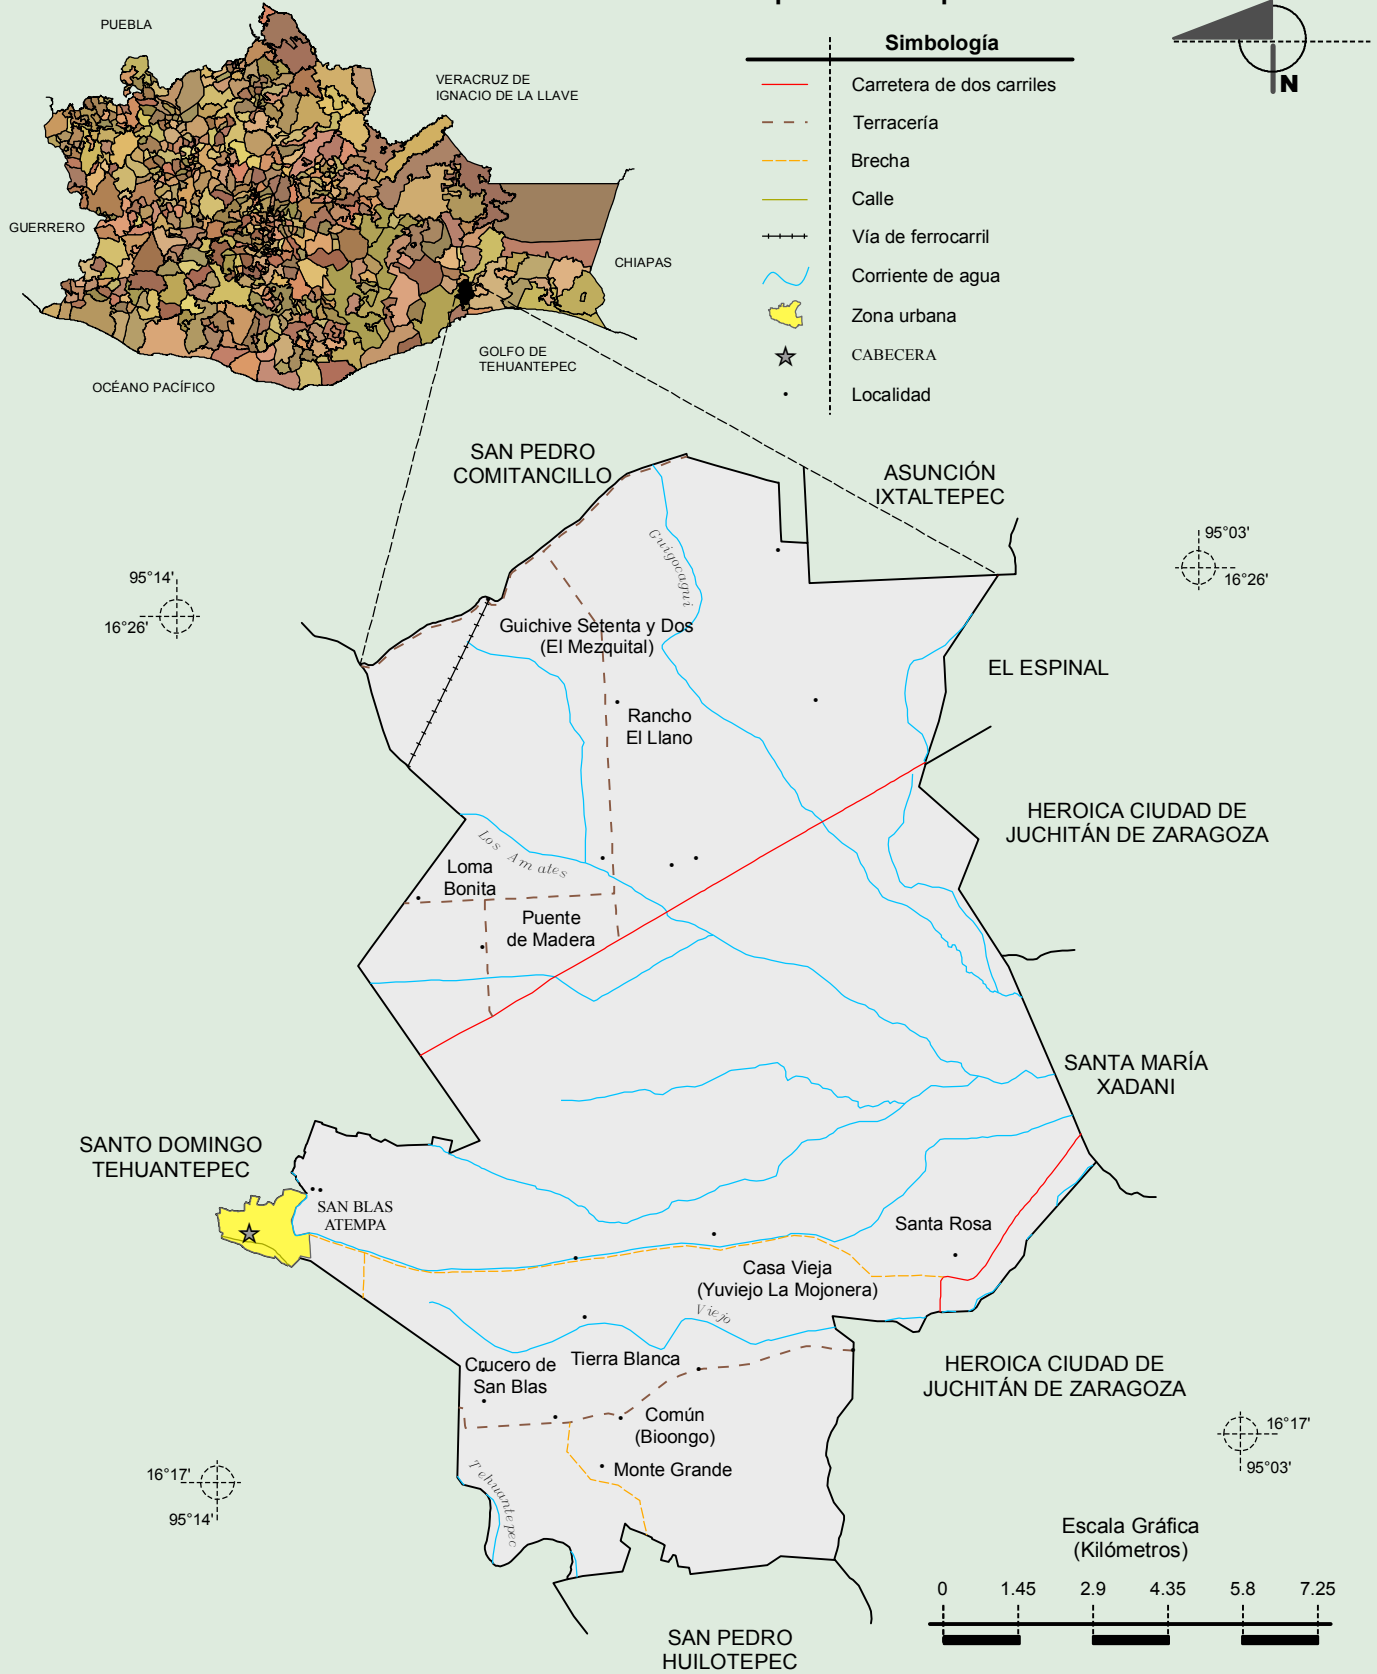 PUEBLA
VERACRUZ DE
IGNACIO DE LA LLAVE
GUERRERO
CHIAPAS
GOLFO DE
TEHUANTEPEC
OCÉANO PACÍFICO
Simbología
Carretera de dos carriles
Terracería
Brecha
Calle
Vía de ferrocarril
Corriente de agua
Zona urbana
CABECERA
Localidad
N
SAN PEDRO
COMITANCILLO
ASUNCIÓN
IXTALTEPEC
95°03'
16°26'
95°14'
16°26'
Guigocagui
Guichive Setenta y Dos
(El Mezquital)
EL ESPINAL
Rancho
El Llano
HEROICA CIUDAD DE
JUCHITÁN DE ZARAGOZA
Los Amates
Loma
Bonita
Puente
de Madera
SANTA MARÍA
XADANI
SANTO DOMINGO
TEHUANTEPEC
SAN BLAS
ATEMPA
Santa Rosa
Casa Vieja
(Yuviejo La Mojonera)
Viejo
Crucero de
San Blas
Tierra Blanca
HEROICA CIUDAD DE
JUCHITÁN DE ZARAGOZA
Común
(Bioongo)
Monte Grande
Tehuantepec
16°17'
95°03'
16°17'
95°14'
Escala Gráfica
(Kilómetros)
0 1.45 2.9 4.35 5.8 7.25
SAN PEDRO
HUILOTEPEC